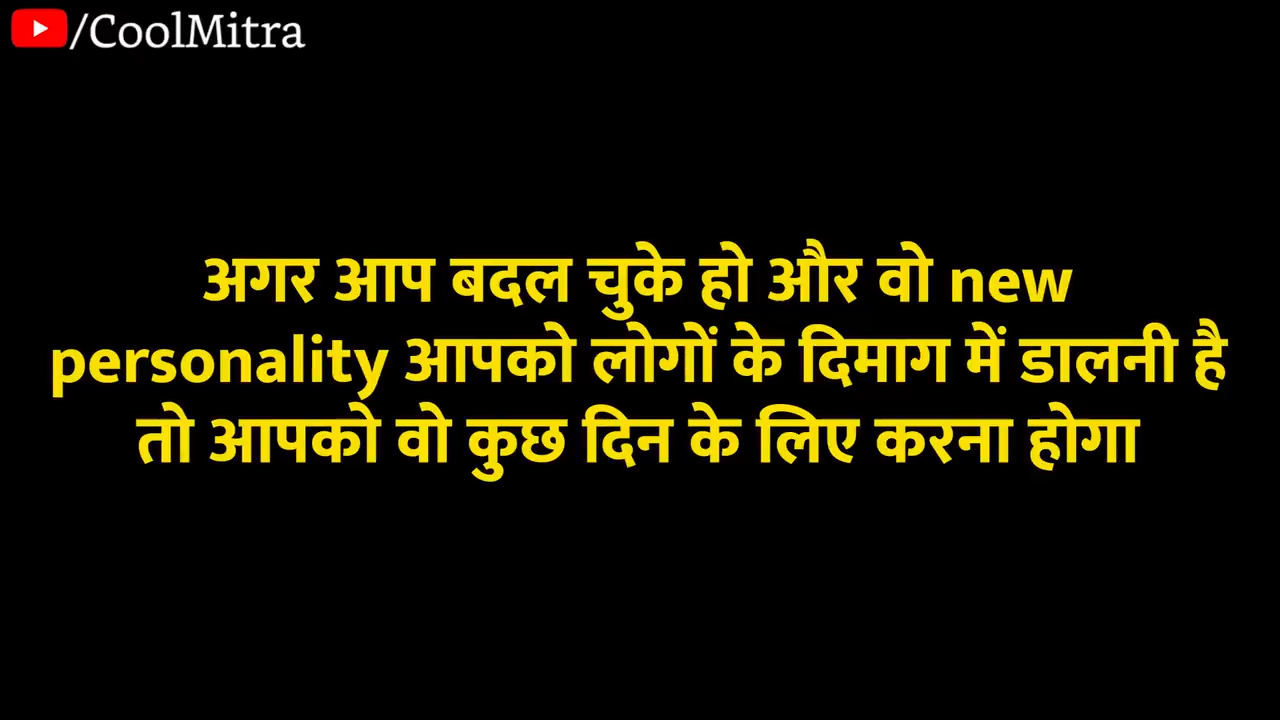 /CoolMitra
अगर आप बदल चुके हो और वो new
personality आपको लोगों के दिमाग में डालनी है
तो आपको वो कुछ दिन के लिए करना होगा